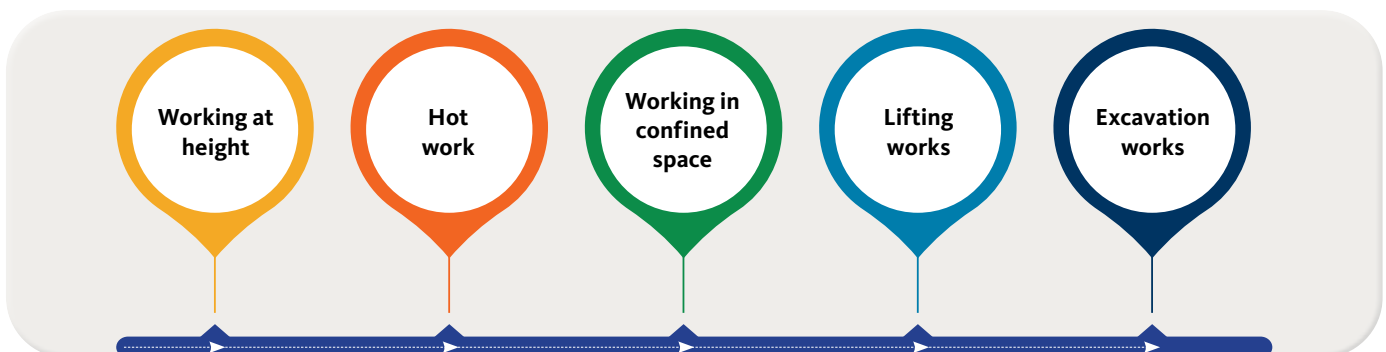 Working at
height
Hot
work
Working in
confined
space
Lifting
works
Excavation
works